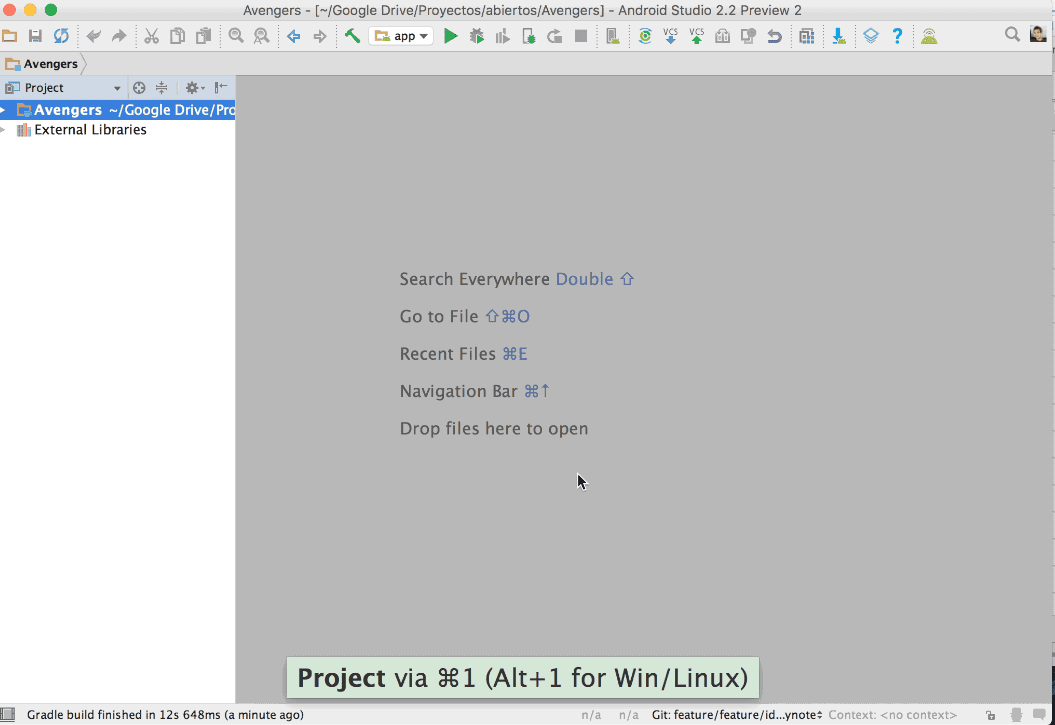 Avengers - [~/Google Drive/Proyectos/abiertos/Avengers] - Android Studio 2.2 Preview 2
app
VCS VCS
?
Avengers
Project
Avengers ~/Google Drive/Pro
External Libraries
Search Everywhere Double ⇧
Go to File ⇧⌘O
Recent Files ⌘E
Navigation Bar ⌘↑
Drop files here to open
Project via ⌘1 (Alt+1 for Win/Linux)
Gradle build finished in 12s 648ms (a minute ago) n/a n/a Git: feature/feature/id...ynote Context: <no context>